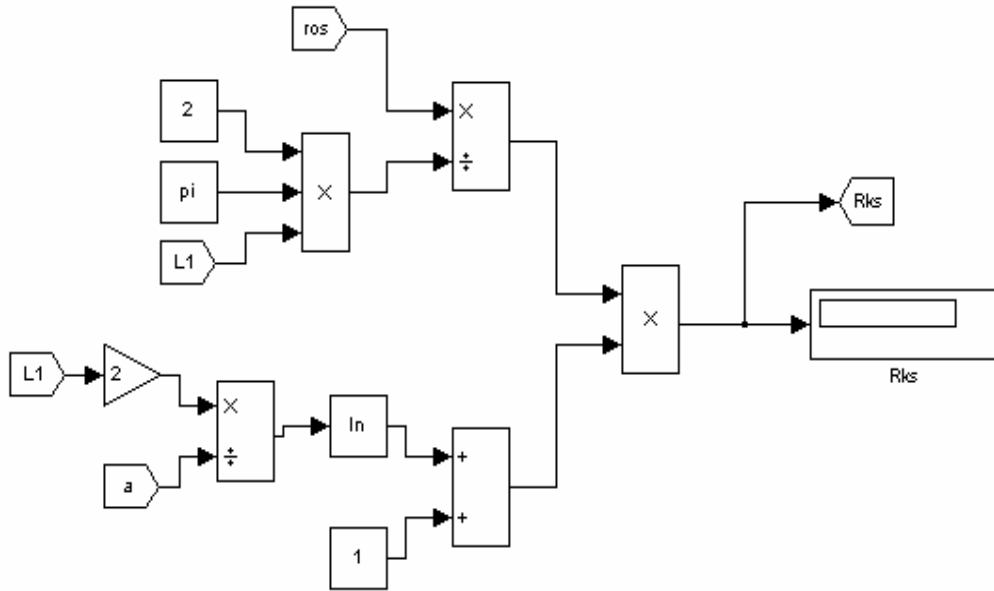 ros
2
×
÷
pi
×
L1
Rks
×
Rks
L1
2
×
÷
ln
a
+
+
1